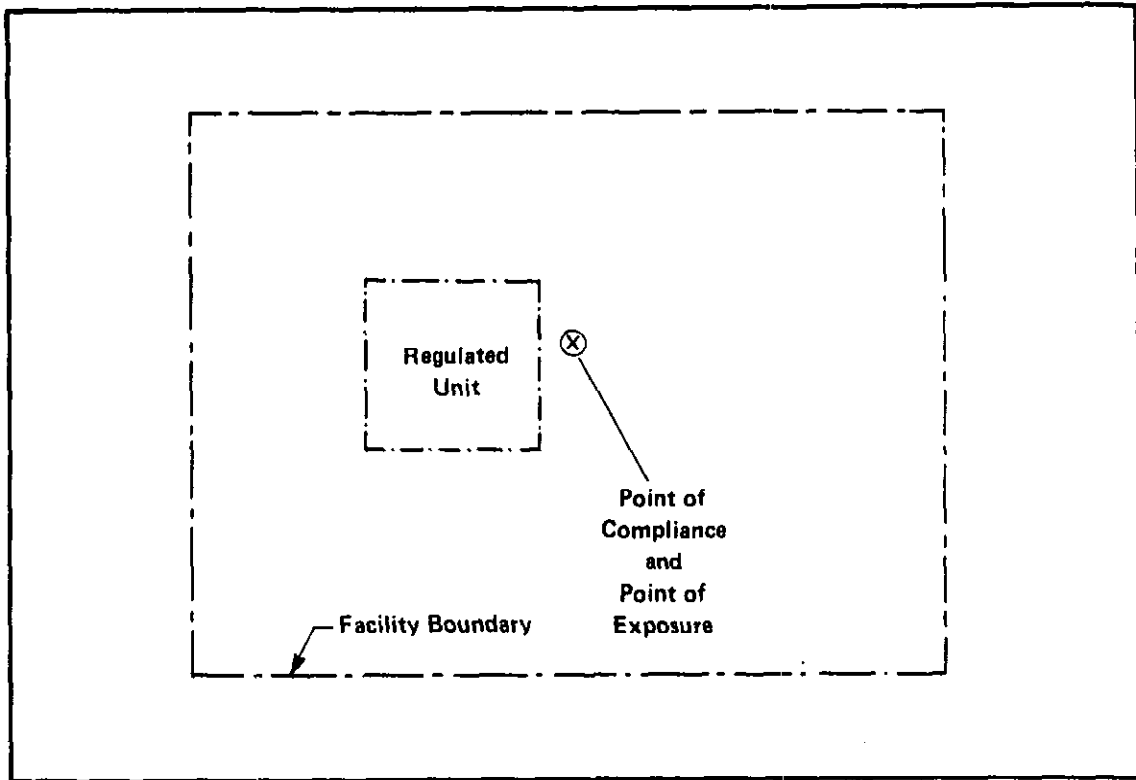 Regulated
Unit
X
Point of
Compliance
and
Point of
Exposure
Facility Boundary